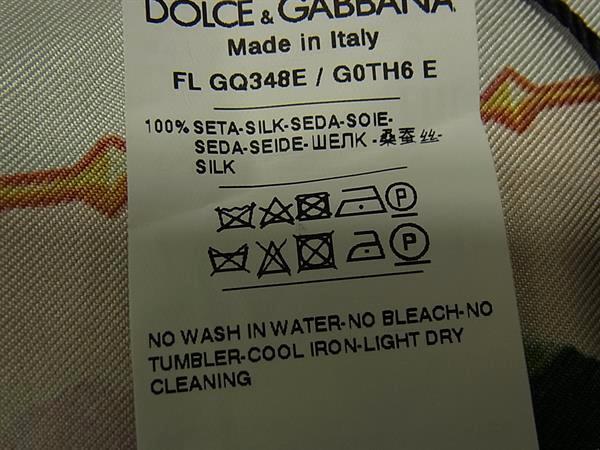 DOLCE & GABBANA
Made in Italy
FL GQ348E / G0TH6 E
100% SETA-SILK-SEDA-SOIE-
SEDA-SEIDE-ШЕЛК -桑蚕丝-
SILK
P
P
NO WASH IN WATER-NO BLEACH-NO
TUMBLER-COOL IRON-LIGHT DRY
CLEANING